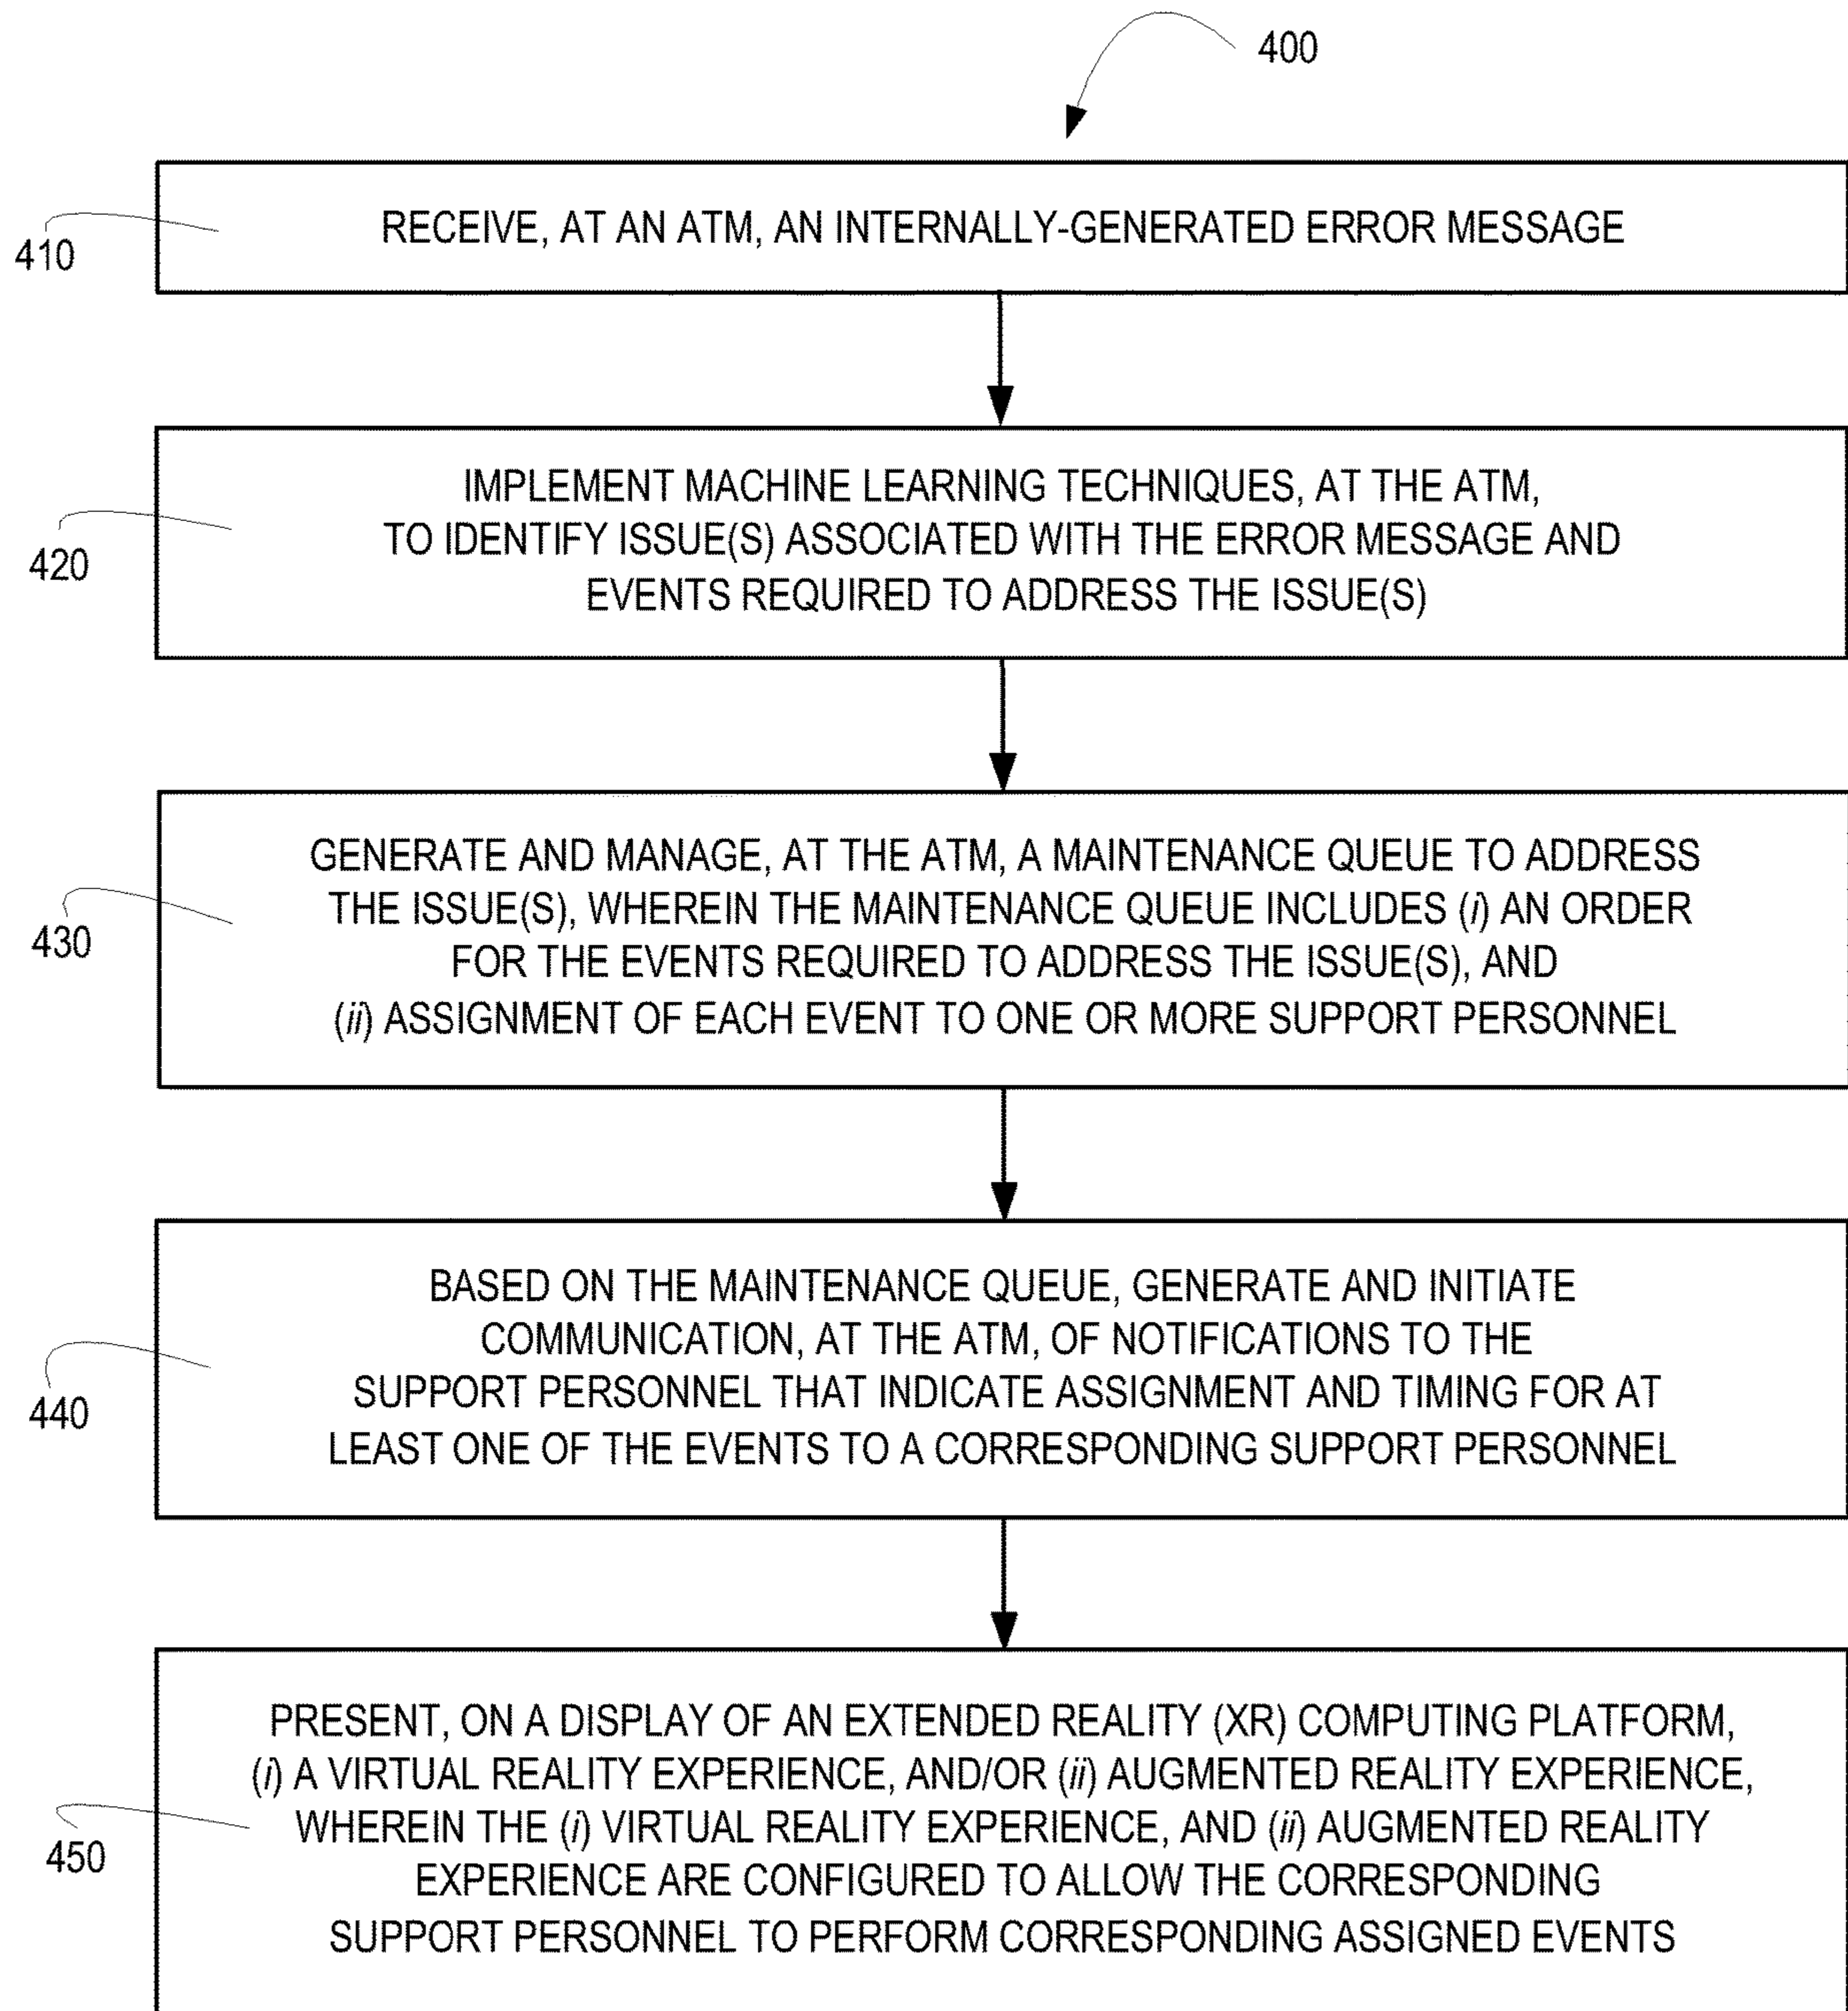 400
410
RECEIVE, AT AN ATM, AN INTERNALLY-GENERATED ERROR MESSAGE
420
IMPLEMENT MACHINE LEARNING TECHNIQUES, AT THE ATM,
TO IDENTIFY ISSUE(S) ASSOCIATED WITH THE ERROR MESSAGE AND
EVENTS REQUIRED TO ADDRESS THE ISSUE(S)
430
GENERATE AND MANAGE, AT THE ATM, A MAINTENANCE QUEUE TO ADDRESS
THE ISSUE(S), WHEREIN THE MAINTENANCE QUEUE INCLUDES (i) AN ORDER
FOR THE EVENTS REQUIRED TO ADDRESS THE ISSUE(S), AND
(ii) ASSIGNMENT OF EACH EVENT TO ONE OR MORE SUPPORT PERSONNEL
440
BASED ON THE MAINTENANCE QUEUE, GENERATE AND INITIATE
COMMUNICATION, AT THE ATM, OF NOTIFICATIONS TO THE
SUPPORT PERSONNEL THAT INDICATE ASSIGNMENT AND TIMING FOR AT
LEAST ONE OF THE EVENTS TO A CORRESPONDING SUPPORT PERSONNEL
450
PRESENT, ON A DISPLAY OF AN EXTENDED REALITY (XR) COMPUTING PLATFORM,
(i) A VIRTUAL REALITY EXPERIENCE, AND/OR (ii) AUGMENTED REALITY EXPERIENCE,
WHEREIN THE (i) VIRTUAL REALITY EXPERIENCE, AND (ii) AUGMENTED REALITY
EXPERIENCE ARE CONFIGURED TO ALLOW THE CORRESPONDING
SUPPORT PERSONNEL TO PERFORM CORRESPONDING ASSIGNED EVENTS